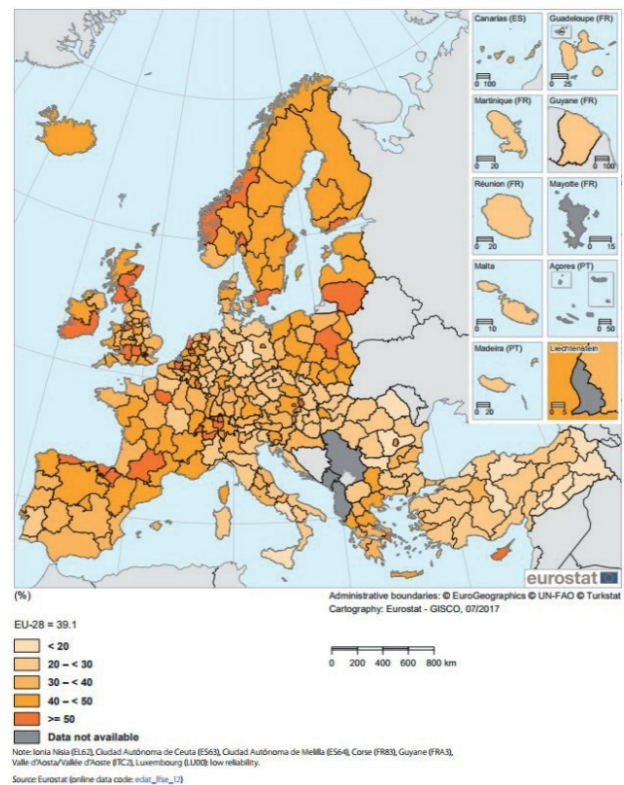 Canarias (ES)
0 100
Guadeloupe (FR)
0 25
Martinique (FR)
0 20
Guyane (FR)
0 100
Réunion (FR)
0 20
Mayotte (FR)
0 15
Malta
0 10
Açores (PT)
0 50
Madeira (PT)
0 20
Liechtenstein
0 5
eurostat
(%)
Administrative boundaries: © EuroGeographics © UN-FAO © Turkstat
Cartography: Eurostat - GISCO, 07/2017
EU-28 = 39.1
< 20
20 – < 30
30 – < 40
40 – < 50
>= 50
Data not available
0 200 400 600 800 km
Note: Ionia Nisia (EL62), Ciudad Autónoma de Ceuta (ES63), Ciudad Autónoma de Melilla (ES64), Corse (FR83), Guyane (FRA3),
Valle d'Aosta/Vallée d'Aoste (ITC2), Luxembourg (LU00): low reliability.
Source: Eurostat (online data code: edat_lfse_12)